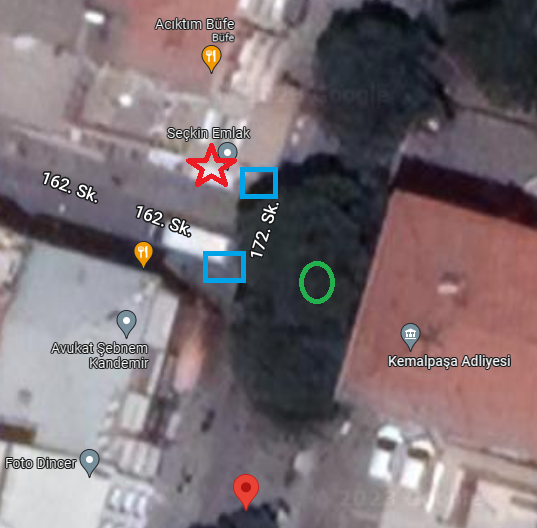 Acıktım Büfe
Büfe
Google
Seçkin Emlak
162. Sk.
162. Sk.
172. Sk.
Avukat Şebnem
Kandemir
Kemalpaşa Adliyesi
Foto Dincer